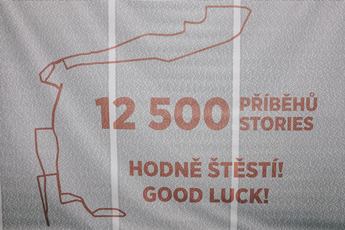 12 500 PŘÍBĚHŮ
STORIES
HODNĚ ŠTĚSTÍ!
GOOD LUCK!